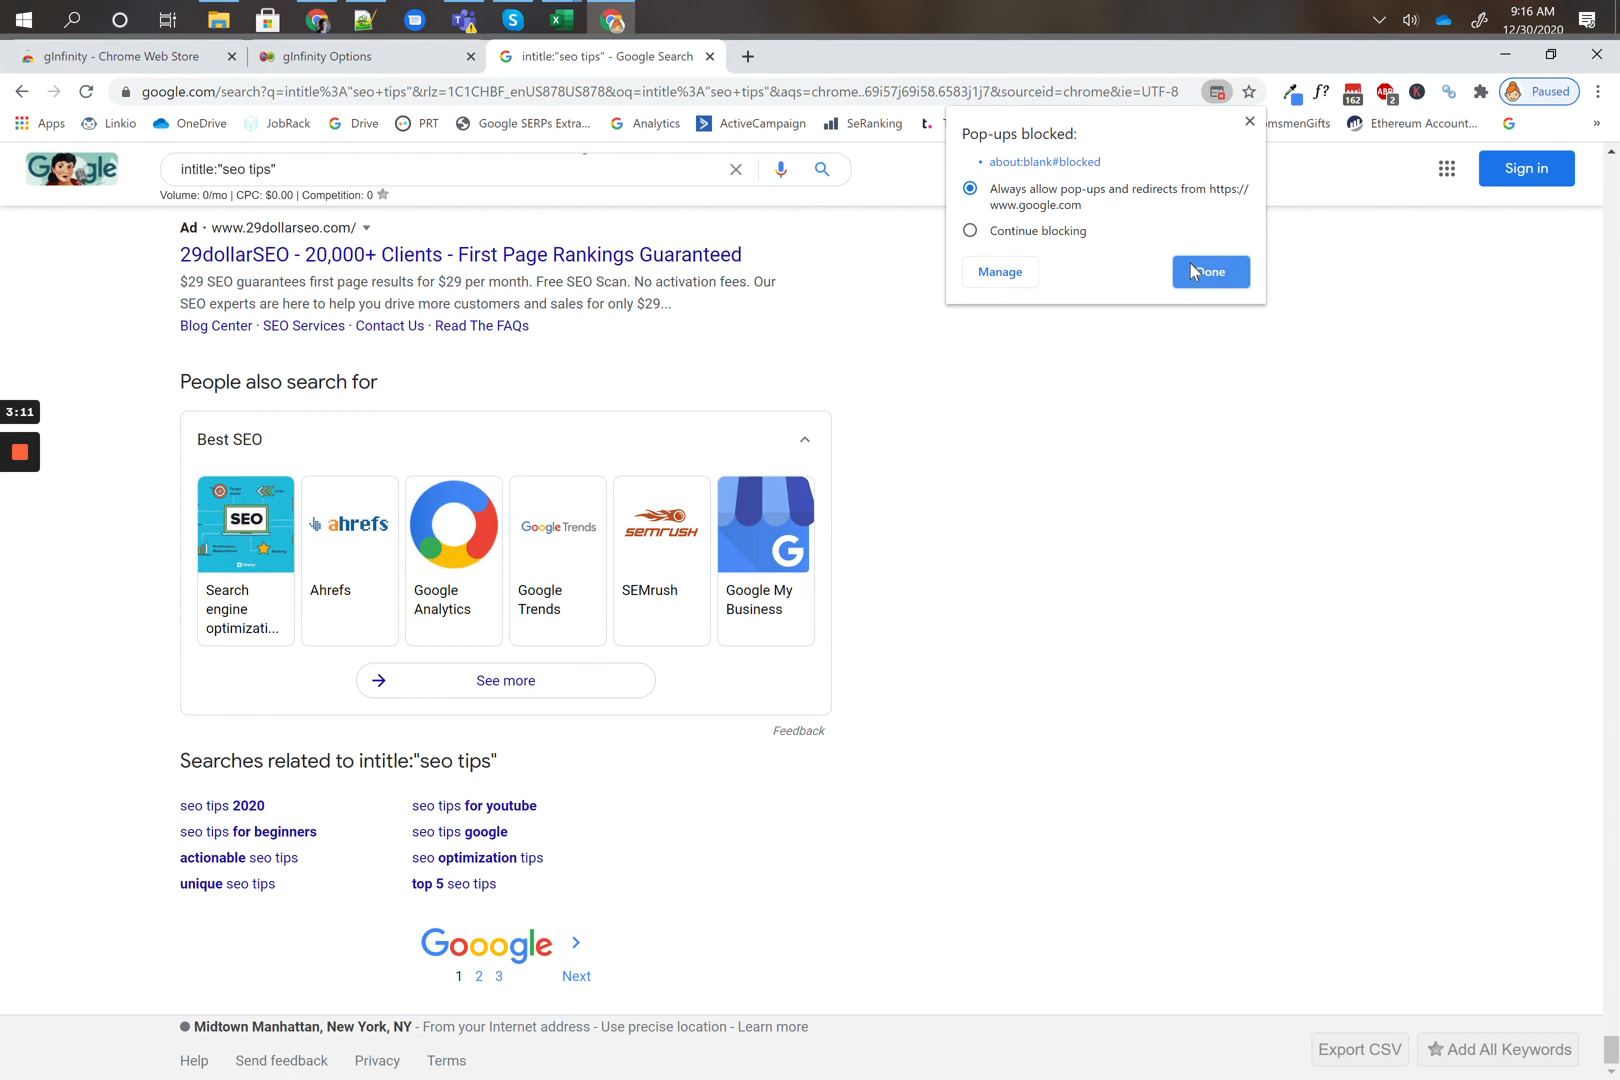 9:16 AM
12/30/2020
gInfinity - Chrome Web Store
gInfinity Options
intitle:"seo tips" - Google Search
google.com/search?q=intitle%3A"seo+tips"&rlz=1C1CHBF_enUS878US878&oq=intitle%3A"seo+tips"&aqs=chrome..69i57j69i58.6583j1j7&sourceid=chrome&ie=UTF-8
162
2
Paused
Apps
Linkio
OneDrive
JobRack
Drive
PRT
Google SERPs Extra...
Analytics
ActiveCampaign
SeRanking
Ethereum Account...
Pop-ups blocked:
about:blank#blocked
Always allow pop-ups and redirects from https://
www.google.com
Continue blocking
Manage
Done
Google
intitle:"seo tips"
Sign in
Volume: 0/mo | CPC: $0.00 | Competition: 0
Ad · www.29dollarseo.com/
29dollarSEO - 20,000+ Clients - First Page Rankings Guaranteed
$29 SEO guarantees first page results for $29 per month. Free SEO Scan. No activation fees. Our
SEO experts are here to help you drive more customers and sales for only $29...
Blog Center · SEO Services · Contact Us · Read The FAQs
People also search for
3:11
Best SEO
SEO
ahrefs
Google Trends
SEMRUSH
G
Search
engine
optimizati...
Ahrefs
Google
Analytics
Google
Trends
SEMrush
Google My
Business
See more
Feedback
Searches related to intitle:"seo tips"
seo tips 2020
seo tips for youtube
seo tips for beginners
seo tips google
actionable seo tips
seo optimization tips
unique seo tips
top 5 seo tips
Gooogle
1 2 3 Next
Midtown Manhattan, New York, NY - From your Internet address - Use precise location - Learn more
Help
Send feedback
Privacy
Terms
Export CSV
Add All Keywords